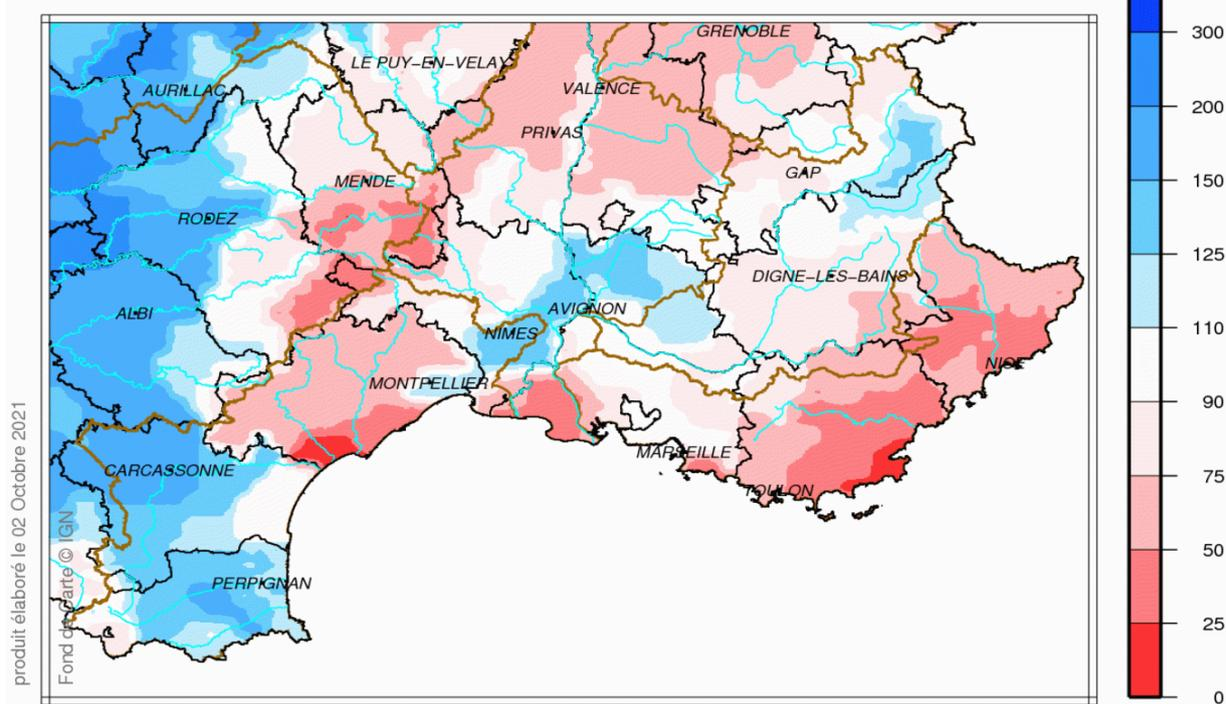 GRENOBLE
LE PUY-EN-VELAY
AURILLAC
VALENCE
PRIVAS
GAP
MENDE
RODEZ
DIGNE-LES-BAINS
AVIGNON
ALBI
NIMES
NICE
MONTPELLIER
MARSEILLE
CARCASSONNE
TOULON
PERPIGNAN
300
200
150
125
110
90
75
50
25
0
produit élaboré le 02 Octobre 2021
Fond de Carte © IGN